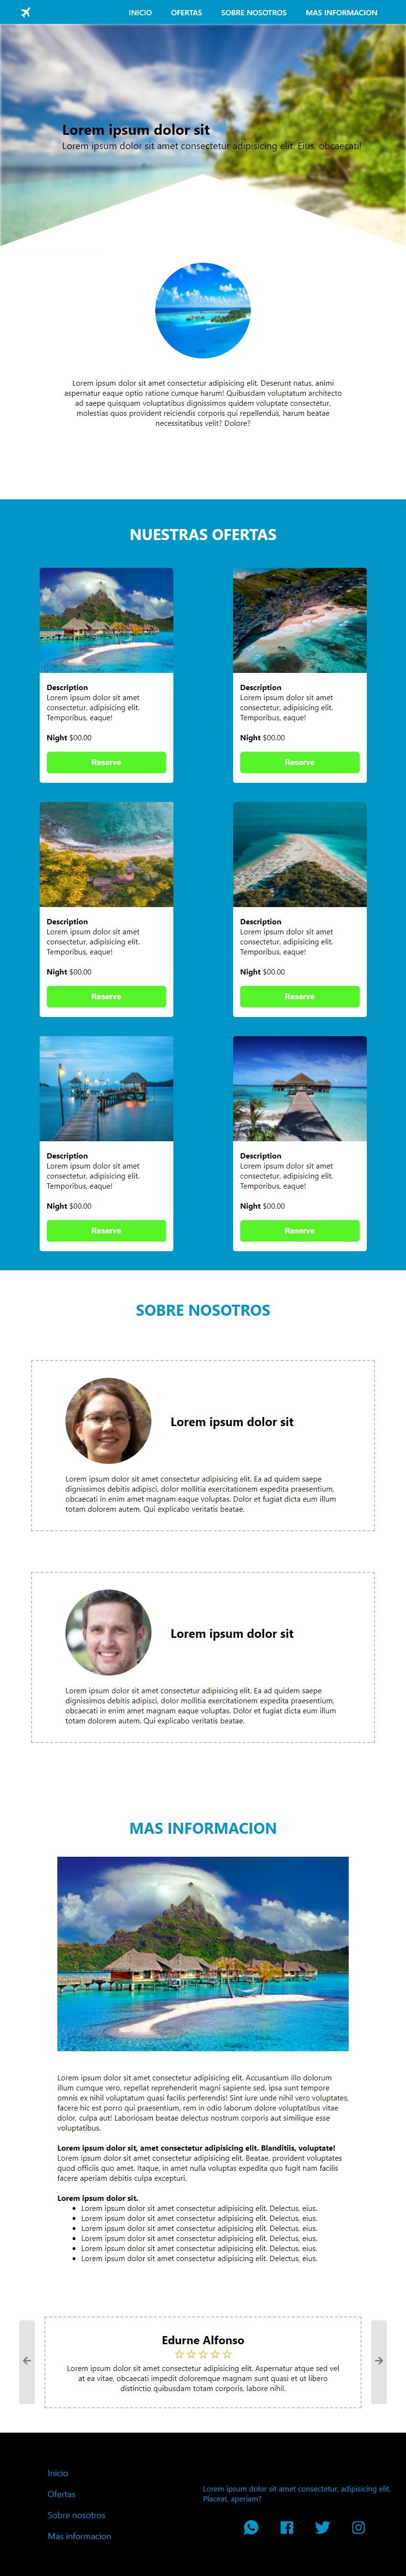 INICIO OFERTAS SOBRE NOSOTROS MAS INFORMACION
Lorem ipsum dolor sit
Lorem ipsum dolor sit amet consectetur adipisicing elit. Eius, obcaecati!
Lorem ipsum dolor sit amet consectetur adipisicing elit. Deserunt natus, animi
aspernatur eaque optio ratione cumque harum! Quibusdam voluptatum architecto
ad saepe quisquam voluptatibus dignissimos quidem voluptate consectetur,
molestias quos provident reiciendis corporis qui repellendus, harum beatae
necessitatibus velit? Dolore?
NUESTRAS OFERTAS
Description
Lorem ipsum dolor sit amet
consectetur, adipisicing elit.
Temporibus, eaque!
Night $00.00
Reserve
Description
Lorem ipsum dolor sit amet
consectetur, adipisicing elit.
Temporibus, eaque!
Night $00.00
Reserve
Description
Lorem ipsum dolor sit amet
consectetur, adipisicing elit.
Temporibus, eaque!
Night $00.00
Reserve
Description
Lorem ipsum dolor sit amet
consectetur, adipisicing elit.
Temporibus, eaque!
Night $00.00
Reserve
Description
Lorem ipsum dolor sit amet
consectetur, adipisicing elit.
Temporibus, eaque!
Night $00.00
Reserve
Description
Lorem ipsum dolor sit amet
consectetur, adipisicing elit.
Temporibus, eaque!
Night $00.00
Reserve
SOBRE NOSOTROS
Lorem ipsum dolor sit
Lorem ipsum dolor sit amet consectetur adipisicing elit. Ea ad quidem saepe
dignissimos debitis adipisci, dolor mollitia exercitationem expedita praesentium,
obcaecati in enim amet magnam eaque voluptas. Dolor et fugiat dicta eum illum
totam dolorem autem. Qui explicabo veritatis beatae.
Lorem ipsum dolor sit
Lorem ipsum dolor sit amet consectetur adipisicing elit. Ea ad quidem saepe
dignissimos debitis adipisci, dolor mollitia exercitationem expedita praesentium,
obcaecati in enim amet magnam eaque voluptas. Dolor et fugiat dicta eum illum
totam dolorem autem. Qui explicabo veritatis beatae.
MAS INFORMACION
Lorem ipsum dolor sit amet consectetur adipisicing elit. Accusantium illo dolorum
illum cumque vero, repellat reprehenderit magni sapiente sed, ipsa sunt tempore
omnis ex nihil voluptatum quasi facilis perferendis! Sint iure unde nihil vero voluptates,
facere hic est porro qui praesentium, rem in odio laborum dolore voluptatibus vitae
dolor, culpa aut! Laboriosam beatae delectus nostrum corporis aut similique esse
voluptatibus.
Lorem ipsum dolor sit, amet consectetur adipisicing elit. Blanditiis, voluptate!
Lorem ipsum dolor sit amet consectetur adipisicing elit. Beatae, provident voluptates
quod officiis quo amet. Itaque, in amet nulla voluptas expedita quo fugit nam facilis
facere aperiam debitis culpa excepturi.
Lorem ipsum dolor sit.
Lorem ipsum dolor sit amet consectetur adipisicing elit. Delectus, eius.
Lorem ipsum dolor sit amet consectetur adipisicing elit. Delectus, eius.
Lorem ipsum dolor sit amet consectetur adipisicing elit. Delectus, eius.
Lorem ipsum dolor sit amet consectetur adipisicing elit. Delectus, eius.
Lorem ipsum dolor sit amet consectetur adipisicing elit. Delectus, eius.
Lorem ipsum dolor sit amet consectetur adipisicing elit. Delectus, eius.
Edurne Alfonso
Lorem ipsum dolor sit amet consectetur adipisicing elit. Aspernatur atque sed vel
at ea vitae, obcaecati impedit doloremque magnam sunt quasi et ut libero
distinctio quibusdam totam corporis, labore nihil.
Inicio
Ofertas
Sobre nosotros
Mas informacion
Lorem ipsum dolor sit amet consectetur, adipisicing elit.
Placeat, aperiam?